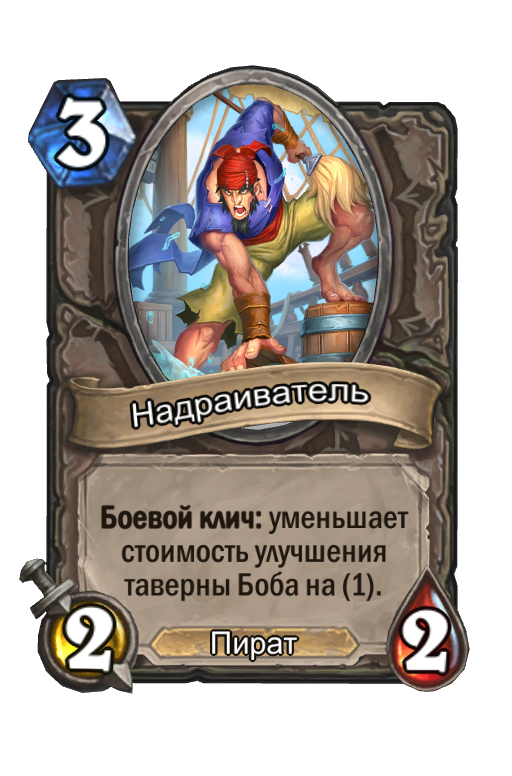 3
Надраиватель
Боевой клич: уменьшает
стоимость улучшения
таверны Боба на (1).
2
Пират
2